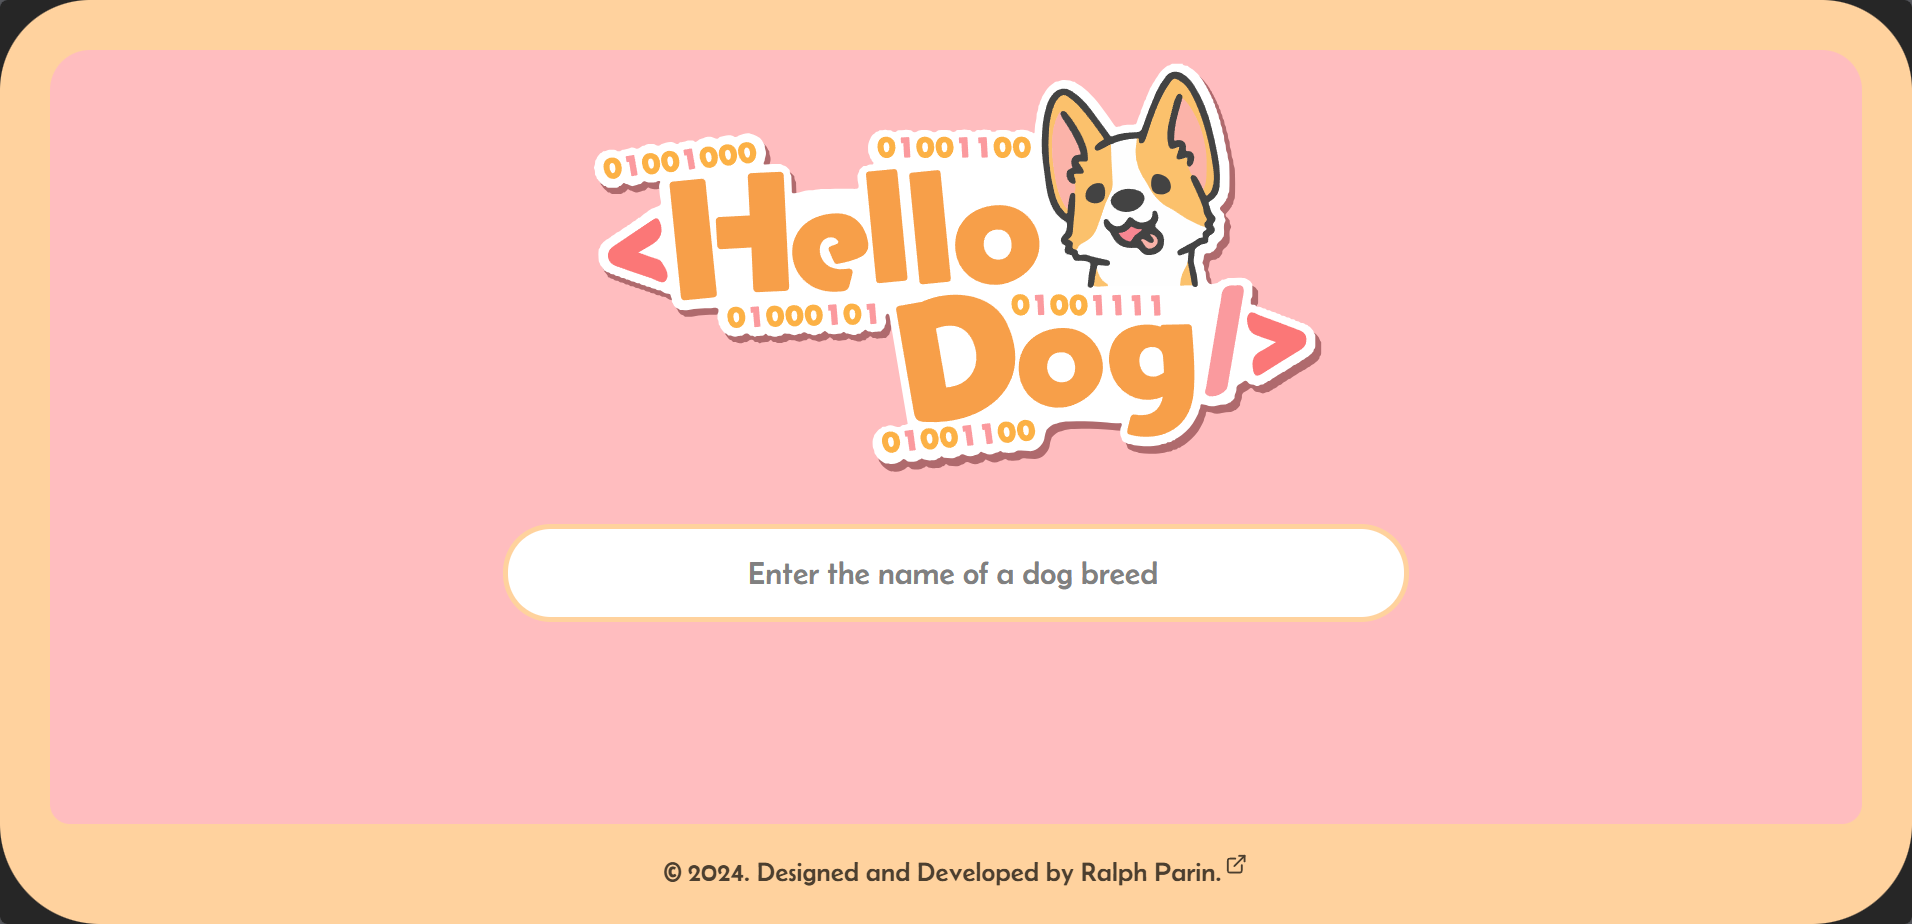 01001000
01001100
<Hello
01000101
01001111
Dog/>
01001100
Enter the name of a dog breed
© 2024. Designed and Developed by Ralph Parin.